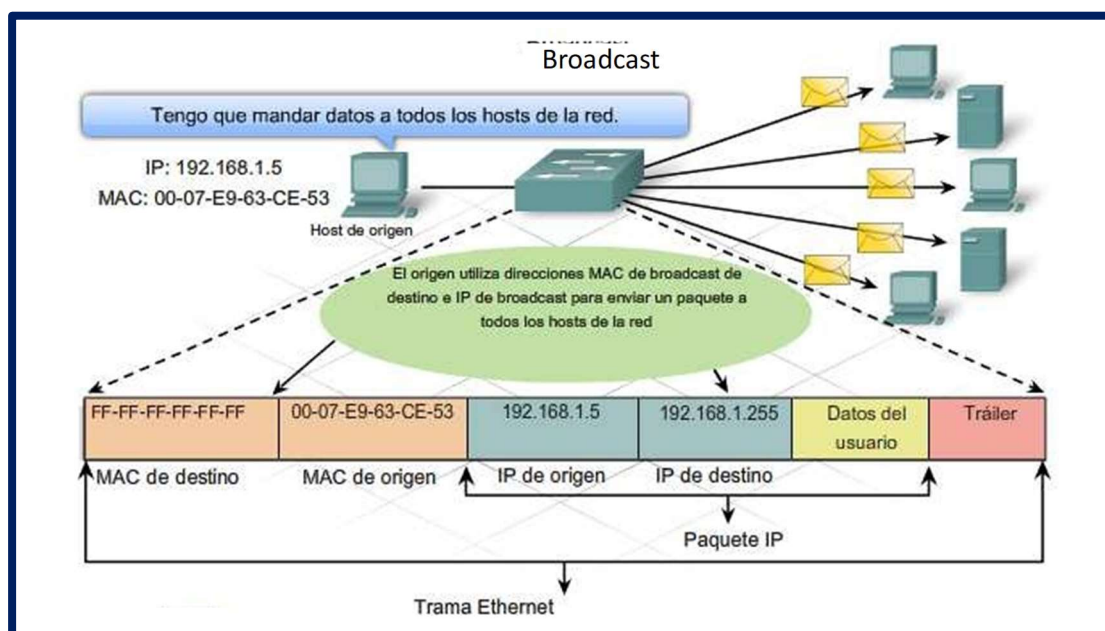 Broadcast
Tengo que mandar datos a todos los hosts de la red.
IP: 192.168.1.5
MAC: 00-07-E9-63-CE-53
Host de origen
El origen utiliza direcciones MAC de broadcast de
destino e IP de broadcast para enviar un paquete a
todos los hosts de la red
FF-FF-FF-FF-FF-FF 00-07-E9-63-CE-53 192.168.1.5 192.168.1.255 Datos del Tráiler
usuario
MAC de destino MAC de origen IP de origen IP de destino
Paquete IP
Trama Ethernet